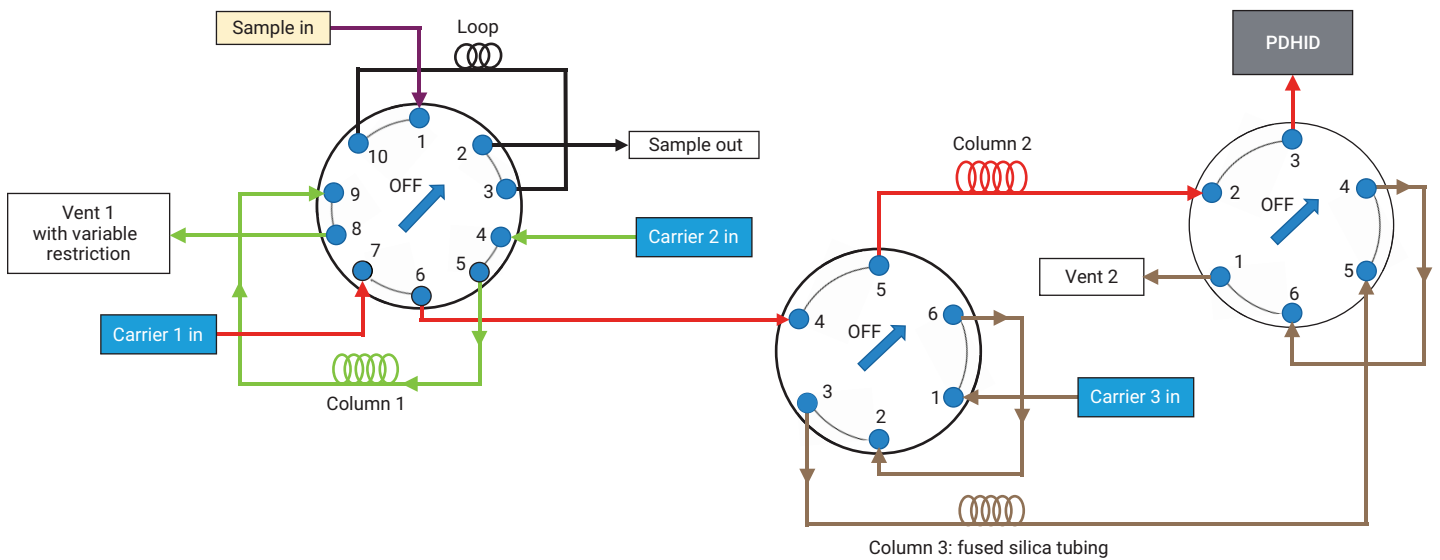 Sample in
Loop
PDHID
1
2
3
4
5
6
7
8
9
10
OFF
Sample out
Vent 1
with variable
restriction
Carrier 2 in
Carrier 1 in
Column 1
Column 2
4
5
6
OFF
3
2
1
Carrier 3 in
3
2
4
OFF
1
5
6
Vent 2
Column 3: fused silica tubing